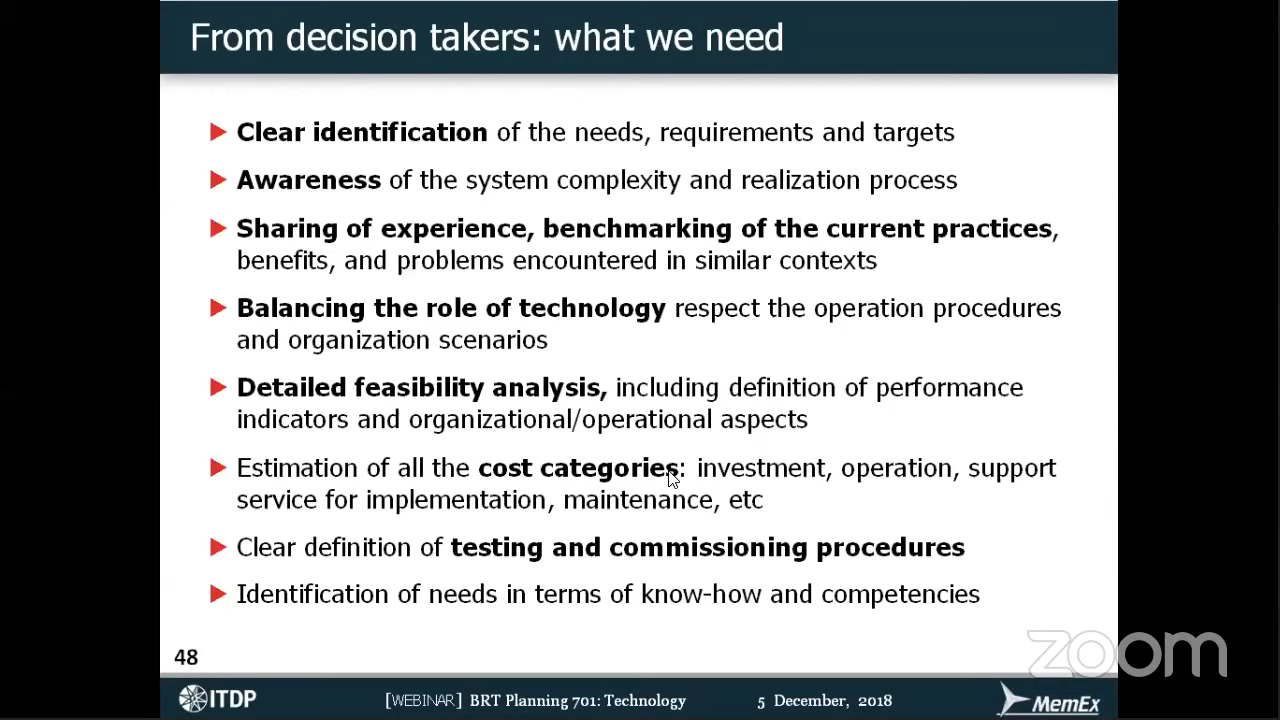 From decision takers: what we need
Clear identification of the needs, requirements and targets
Awareness of the system complexity and realization process
Sharing of experience, benchmarking of the current practices,
benefits, and problems encountered in similar contexts
Balancing the role of technology respect the operation procedures
and organization scenarios
Detailed feasibility analysis, including definition of performance
indicators and organizational/operational aspects
Estimation of all the cost categories: investment, operation, support
service for implementation, maintenance, etc
Clear definition of testing and commissioning procedures
Identification of needs in terms of know-how and competencies
zoom
48
ITDP [WEBINAR] BRT Planning 701: Technology 5 December, 2018 MemEx